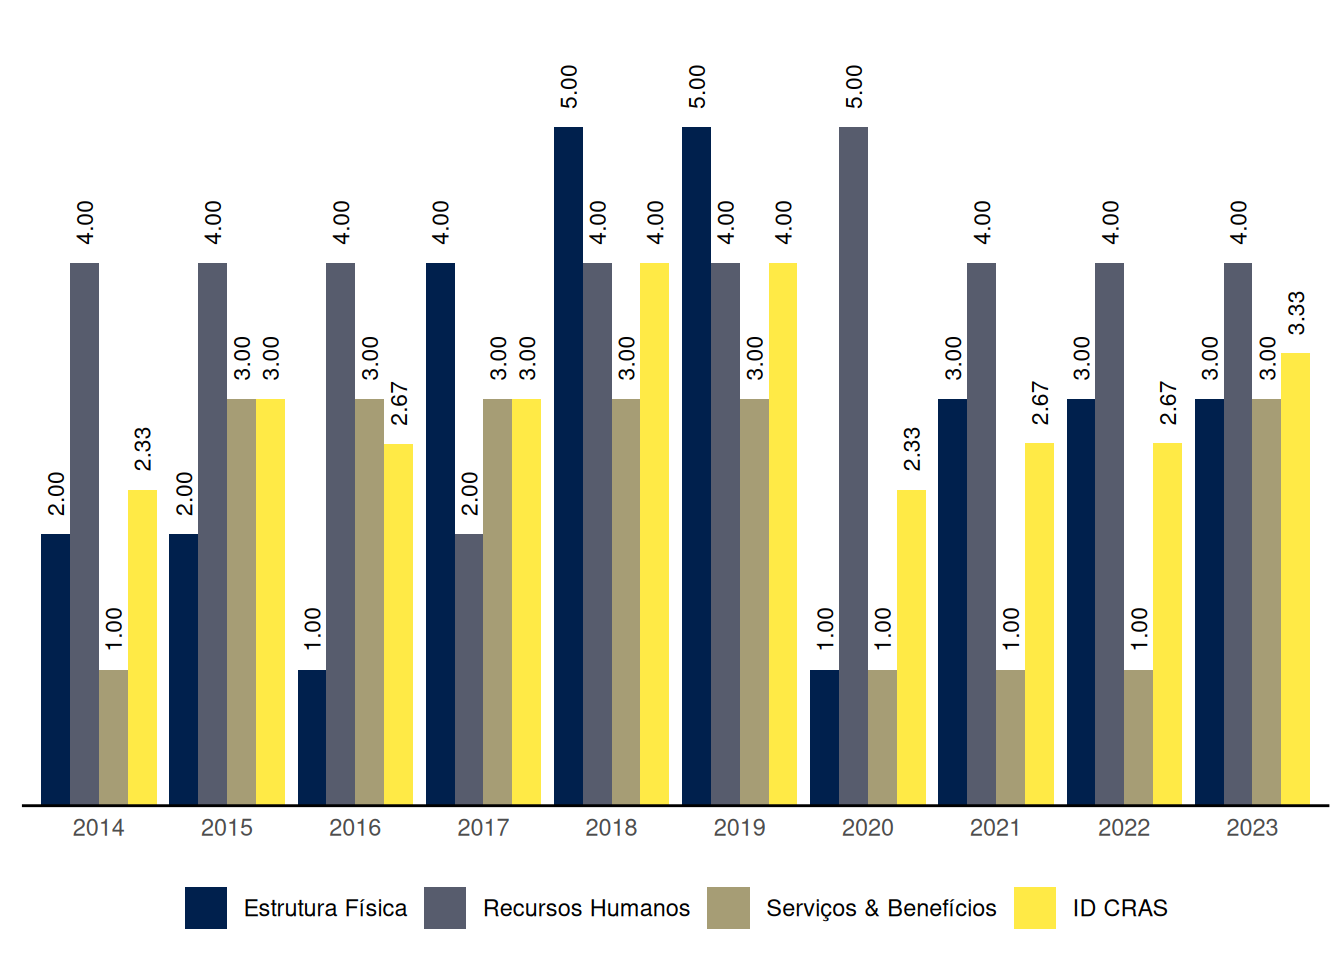 2.00 4.00 1.00 2.33
2.00 4.00 3.00 3.00
1.00 4.00 3.00 2.67
4.00 2.00 3.00 3.00
5.00 4.00 3.00 4.00
5.00 4.00 3.00 4.00
1.00 5.00 1.00 2.33
3.00 4.00 1.00 2.67
3.00 4.00 1.00 2.67
3.00 4.00 3.00 3.33
2014 2015 2016 2017 2018 2019 2020 2021 2022 2023
Estrutura Física Recursos Humanos Serviços & Benefícios ID CRAS